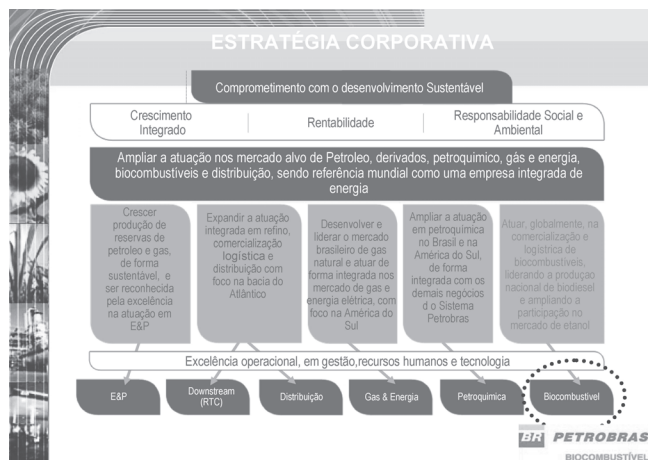 ESTRATÉGIA CORPORATIVA
Comprometimento com o desenvolvimento Sustentável
Crescimento
Integrado
Rentabilidade
Responsabilidade Social e
Ambiental
Ampliar a atuação nos mercado alvo de Petroleo, derivados, petroquimico, gás e energia,
biocombustíveis e distribuição, sendo referência mundial como uma empresa integrada de
energia
Crescer
produção de
reservas de
petroleo e gas,
de forma
sustentável, e
ser reconhecida
pela excelência
na atuação em
E&P
Expandir a atuação
integrada em refino,
comercialização
logística e
distribuição com
foco na bacia do
Atlântico
Desenvolver e
liderar o mercado
brasileiro de gas
natural e atuar de
forma integrada nos
mercado de gas e
energia elétrica, com
foco na América do
Sul
Ampliar a atuação
em petroquímica
no Brasil e na
América do Sul,
de forma
integrada com os
demais negócios
d o Sistema
Petrobras
Atuar, globalmente, na
comercialização e
logística de
biocombustíveis,
liderando a produçao
nacional de biodiesel
e ampliando a
participação no
mercado de etanol
Excelência operacional, em gestão,recursos humanos e tecnologia
E&P
Downstream
(RTC)
Distribuição
Gas & Energia
Petroquimica
Biocombustivel
BR PETROBRAS
BIOCOMBUSTÍVEL